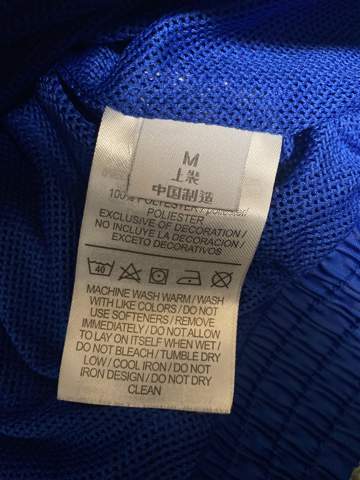 M
上装
中国制造
100% POLYESTER
POLIESTER
EXCLUSIVE OF DECORATION /
NO INCLUYE LA DECORACION /
EXCETO DECORATIVOS
40
MACHINE WASH WARM / WASH
WITH LIKE COLORS / DO NOT
USE SOFTENERS / REMOVE
IMMEDIATELY / DO NOT ALLOW
TO LAY ON ITSELF WHEN WET /
DO NOT BLEACH / TUMBLE DRY
LOW / COOL IRON / DO NOT
IRON DESIGN / DO NOT DRY
CLEAN